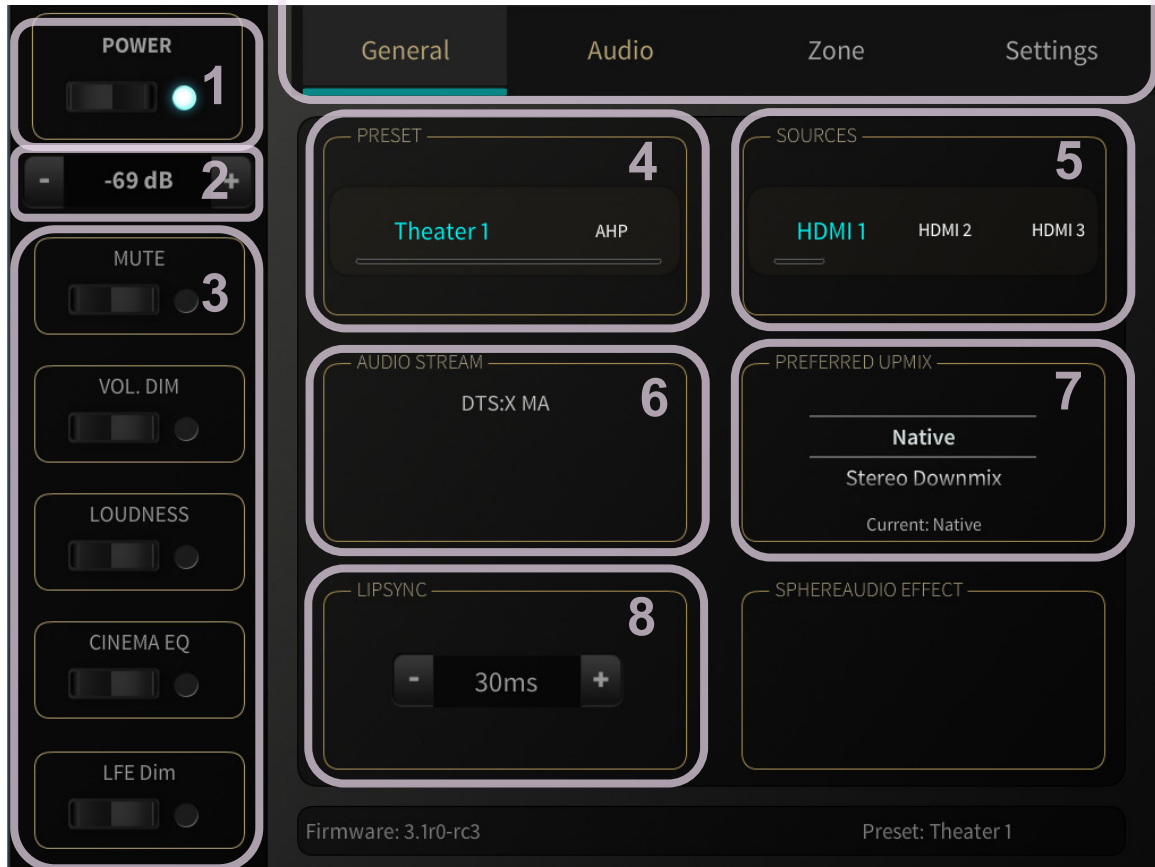 POWER
1
- -69 dB +
2
3
MUTE
VOL. DIM
LOUDNESS
CINEMA EQ
LFE Dim
General Audio Zone Settings
PRESET
4
Theater 1 AHP
SOURCES
5
HDMI 1 HDMI 2 HDMI 3
AUDIO STREAM
6
DTS:X MA
PREFERRED UPMIX
7
Native
Stereo Downmix
Current: Native
LIPSYNC
8
- 30ms +
SPHEREAUDIO EFFECT
Firmware: 3.1r0-rc3 Preset: Theater 1